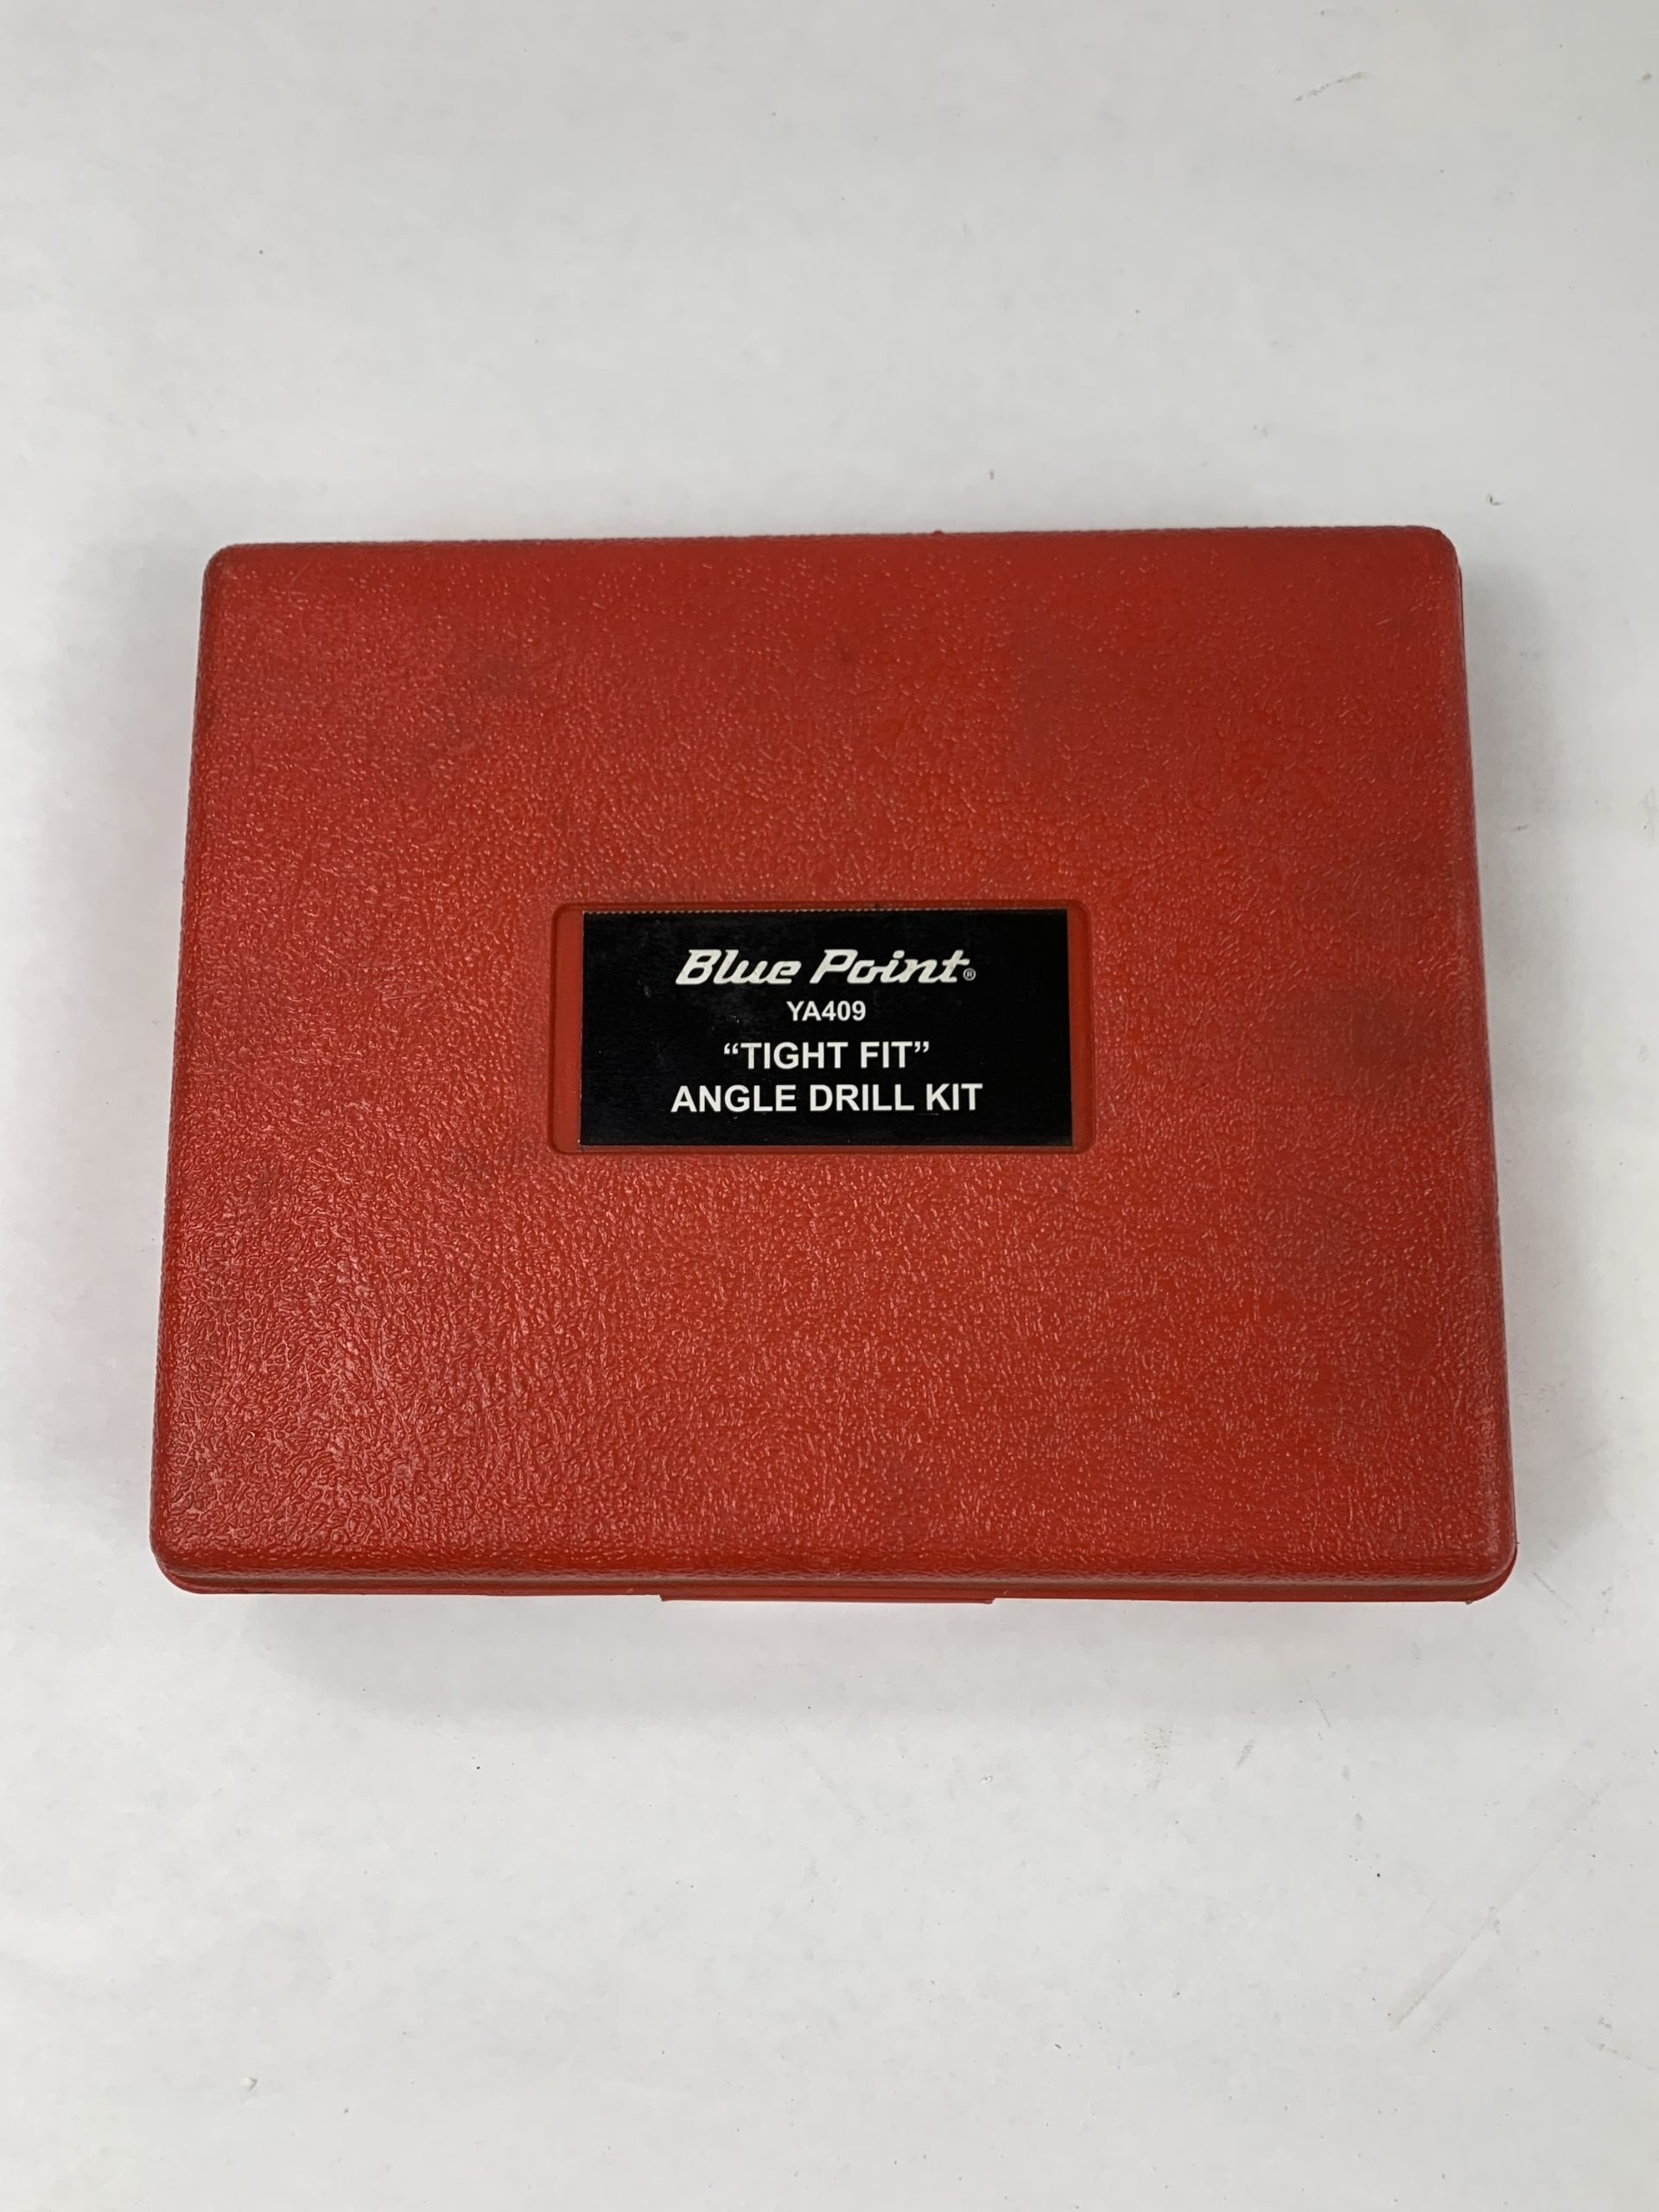 Blue Point®
YA409
“TIGHT FIT”
ANGLE DRILL KIT